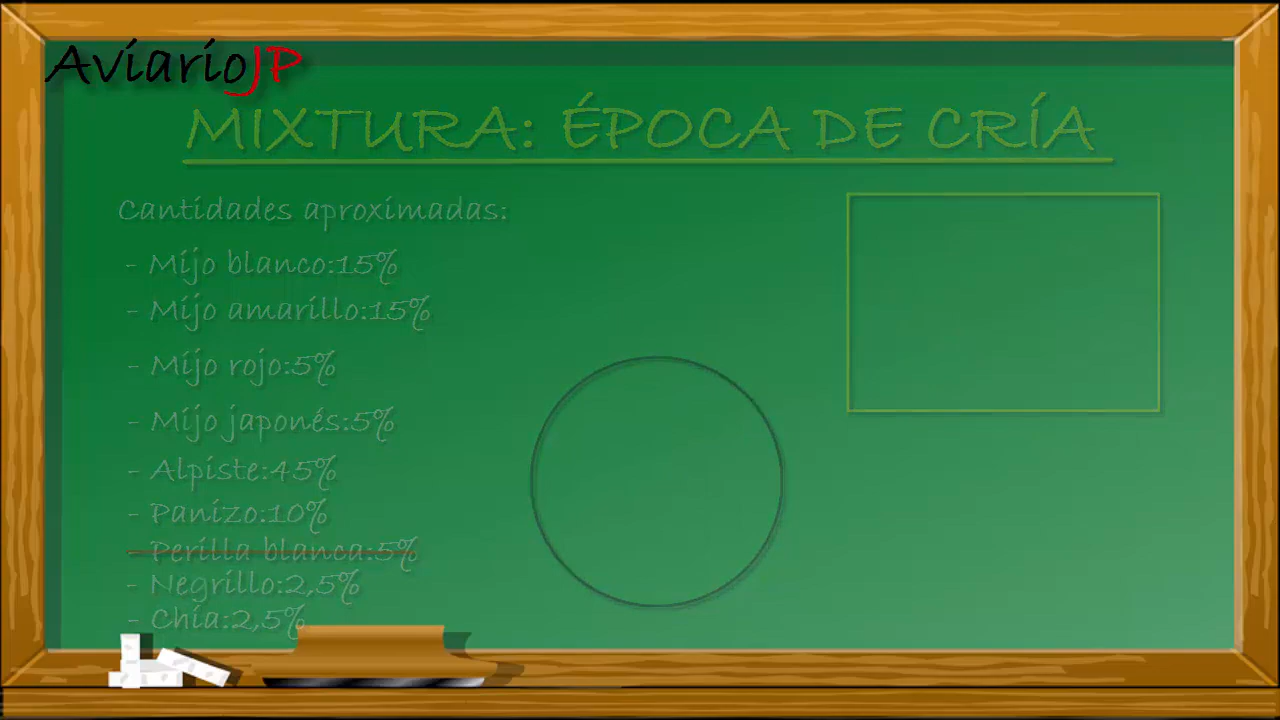 AviarioJP
MIXTURA: ÉPOCA DE CRÍA
Cantidades aproximadas:
- Mijo blanco:15%
- Mijo amarillo:15%
- Mijo rojo:5%
- Mijo japonés:5%
- Alpiste:45%
- Panizo:10%
- Perilla blanca:5%
- Negrillo:2,5%
- Chía:2,5%